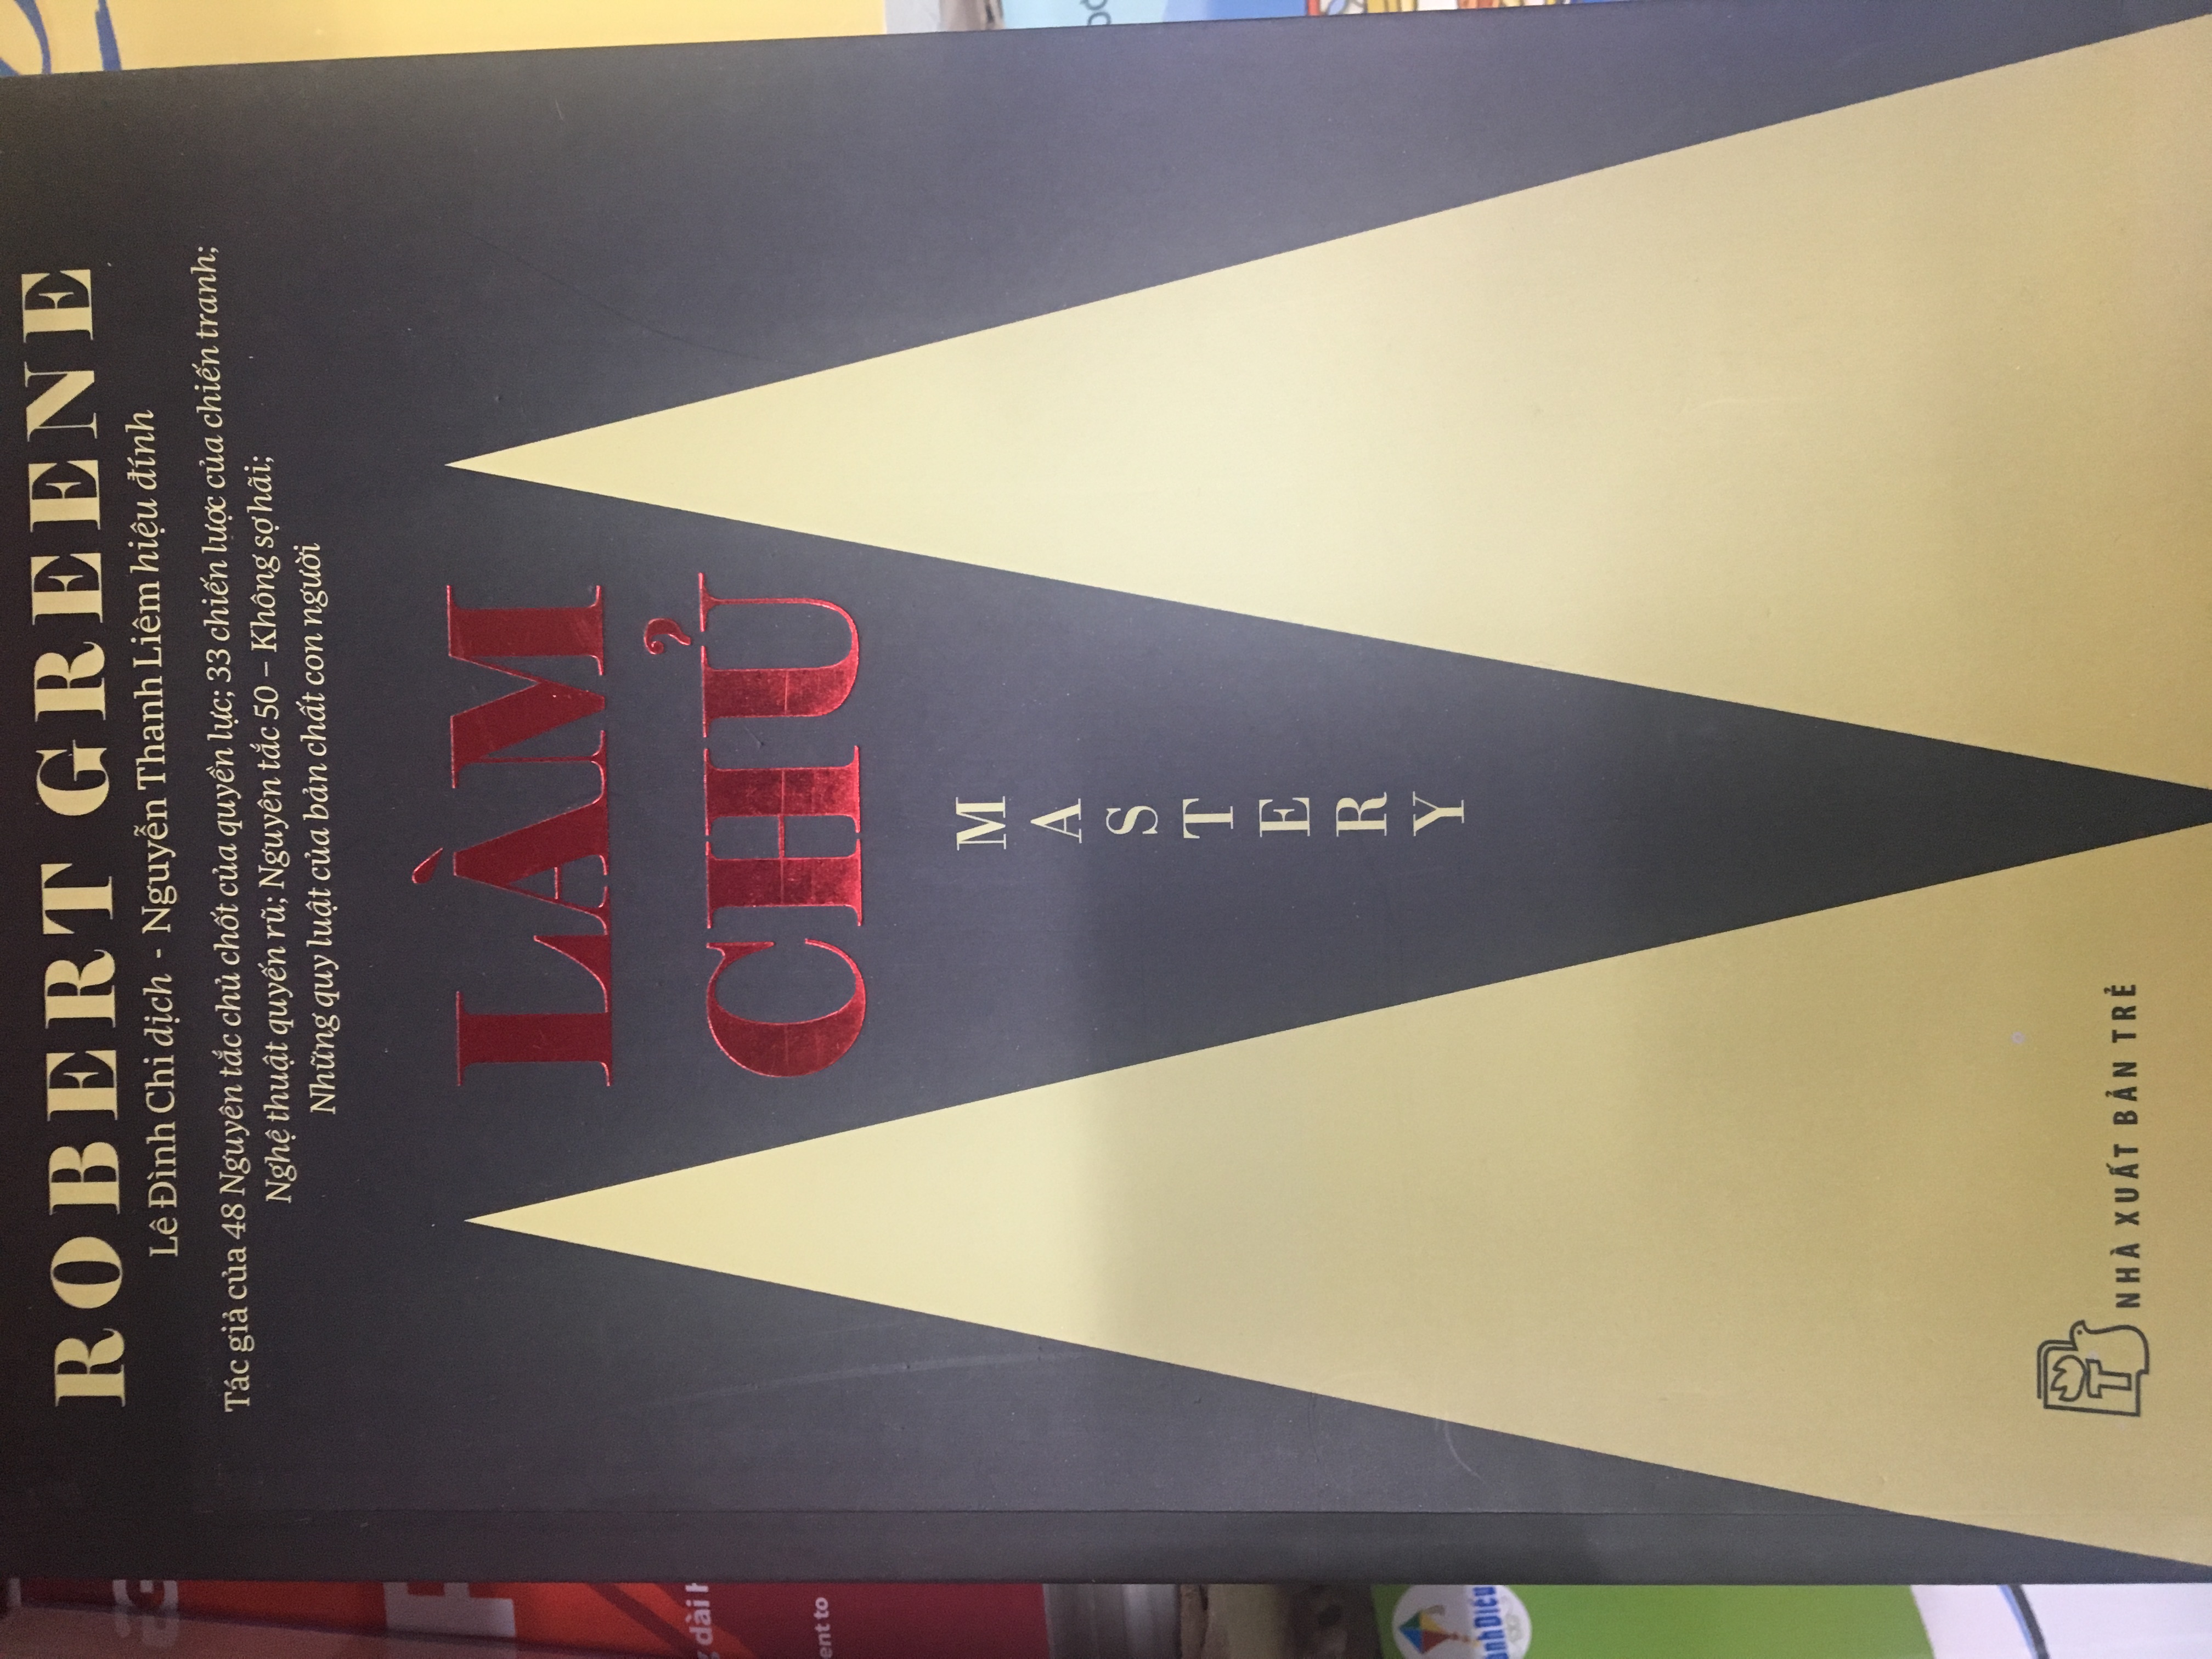 ROBERT GREENE
Lê Đình Chi dịch - Nguyễn Thanh Liêm hiệu đính
Tác giả của 48 Nguyên tắc chủ chốt của quyền lực; 33 chiến lược của chiến tranh;
Nghệ thuật quyến rũ; Nguyên tắc 50 – Không sợ hãi;
Những quy luật của bản chất con người
LÀM
CHỦ
MASTERY
NHÀ XUẤT BẢN TRẺ
dài
ent to